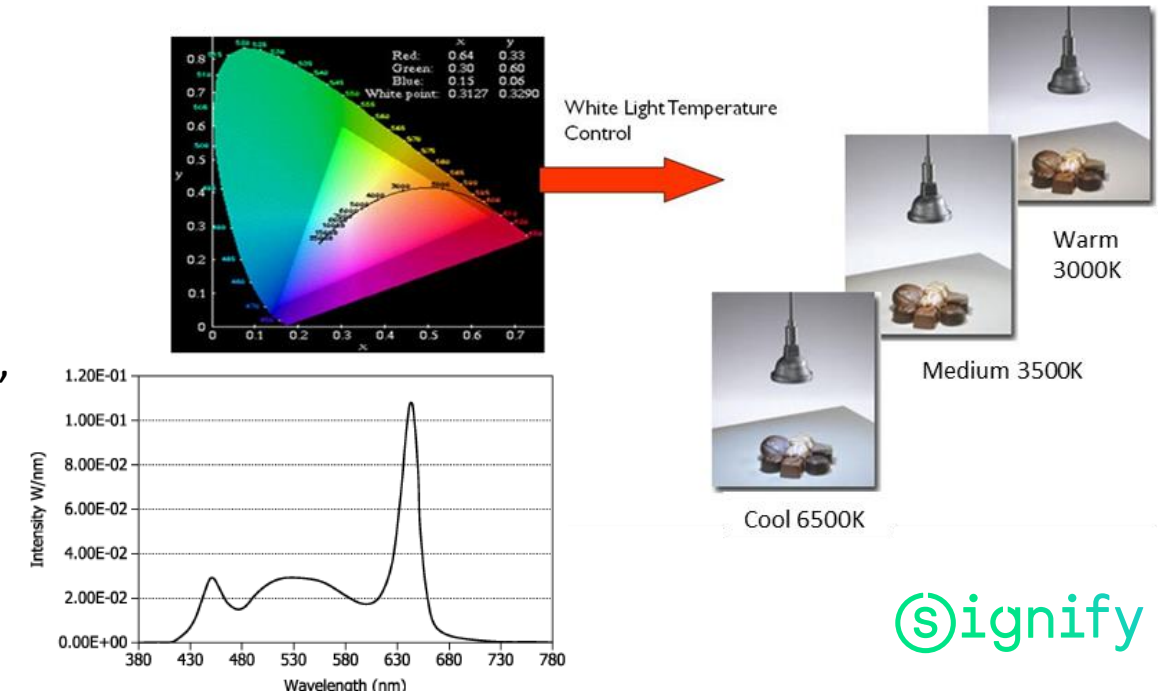 x y
Red: 0.64 0.33
Green: 0.30 0.60
Blue: 0.15 0.06
White point: 0.3127 0.3290
y
0.8
0.7
0.6
0.5
0.4
0.3
0.2
0.1
0
0 0.1 0.2 0.3 0.4 0.5 0.6 0.7
x
White Light Temperature
Control
Warm
3000K
Medium 3500K
Cool 6500K
,
Intensity W/nm)
1.20E-01
1.00E-01
8.00E-02
6.00E-02
4.00E-02
2.00E-02
0.00E+00
380 430 480 530 580 630 680 730 780
Wavelength (nm)
signify